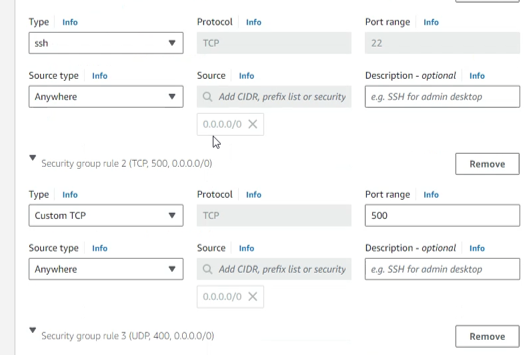 Type Info Protocol Info Port range Info
ssh TCP 22
Source type Info Source Info Description - optional Info
Anywhere Add CIDR, prefix list or security e.g. SSH for admin desktop
0.0.0.0/0
Security group rule 2 (TCP, 500, 0.0.0.0/0) Remove
Type Info Protocol Info Port range Info
Custom TCP TCP 500
Source type Info Source Info Description - optional Info
Anywhere Add CIDR, prefix list or security e.g. SSH for admin desktop
0.0.0.0/0
Security group rule 3 (UDP, 400, 0.0.0.0/0) Remove